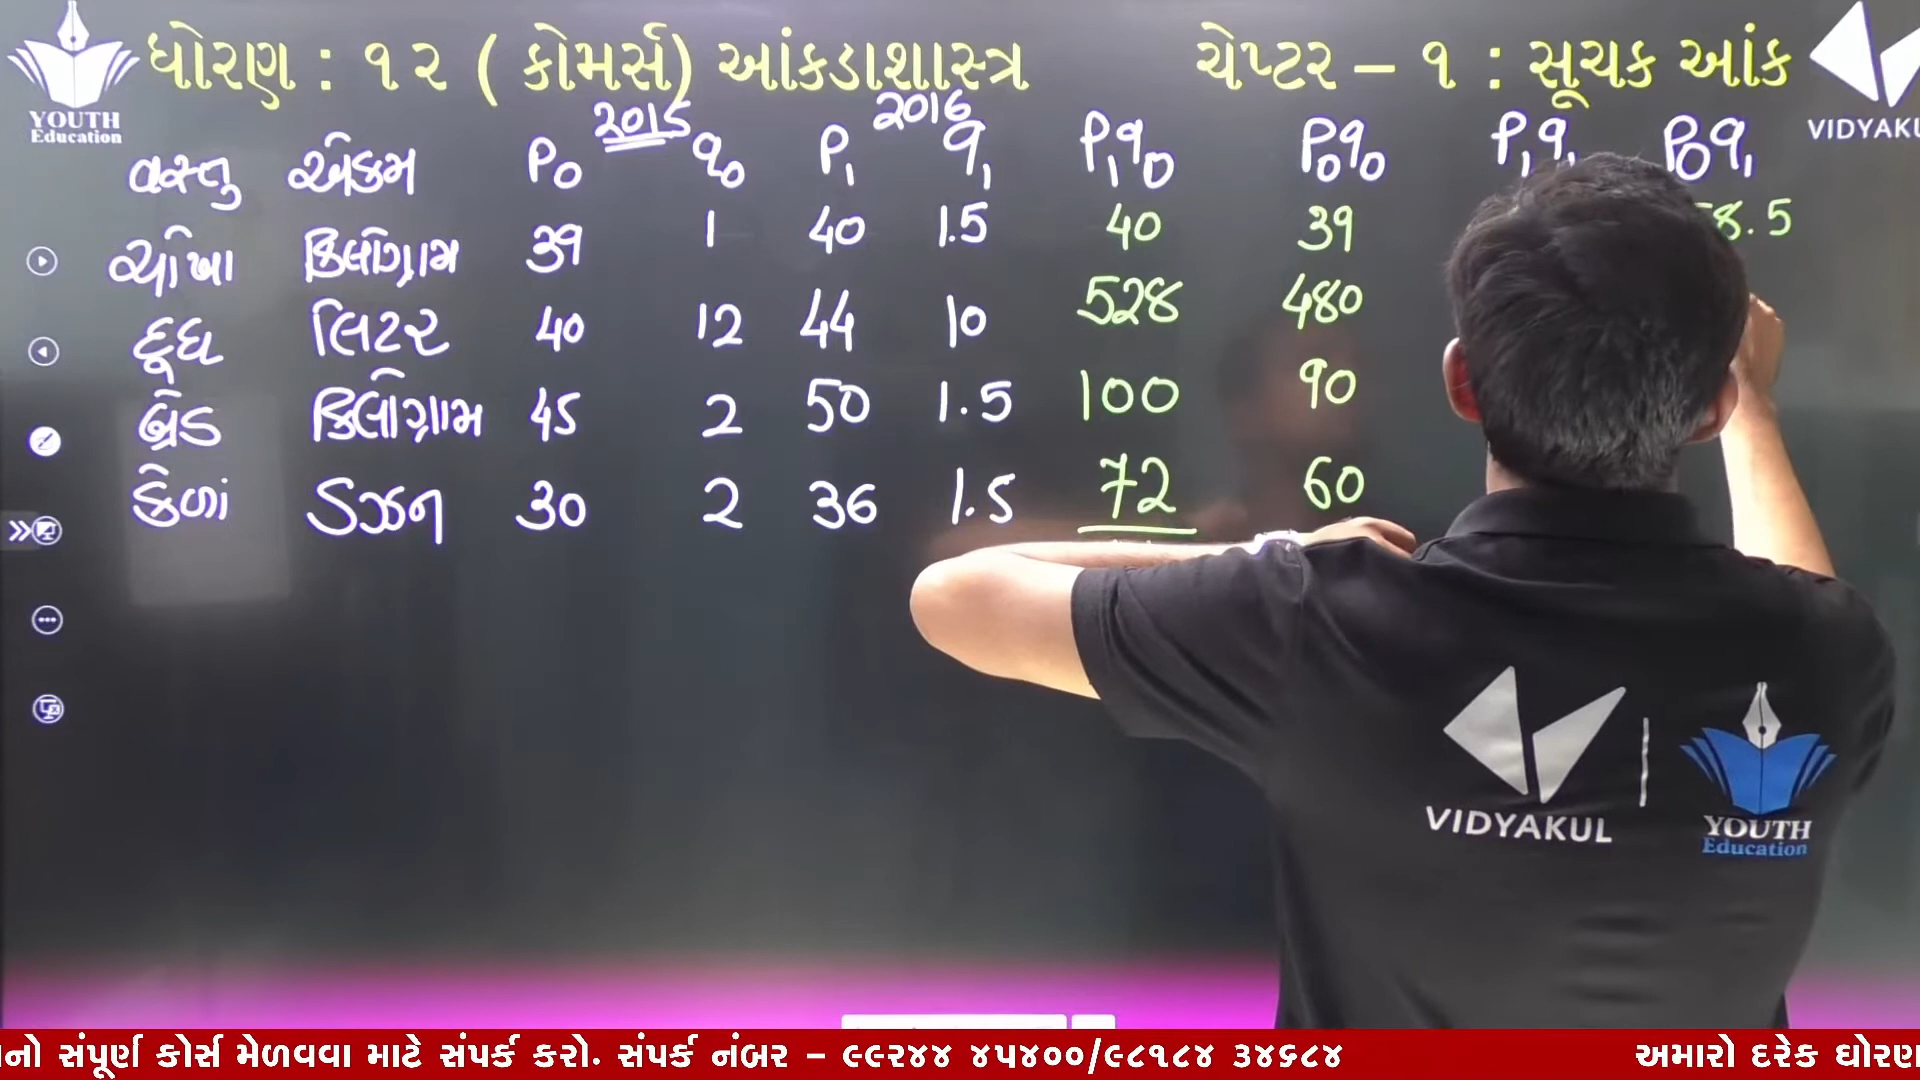 ધોરણ : ૧૨ ( કોમર્સ) આંકડાશાસ્ત્ર ચેપ્ટર – ૧ : સૂચક આંક
YOUTH
Education
VIDYAKU
2015 2016
વસ્તુ એકમ P₀ q₀ P₁ q₁ P₁q₀ P₀q₀ P₁q₁ P₀q₁
ચોખા કિલોગ્રામ 39 1 40 1.5 40 39 58.5
દૂધ લિટર 40 12 44 10 528 480
બ્રેડ કિલોગ્રામ 45 2 50 1.5 100 90
કેળાં ડઝન 30 2 36 1.5 72 60
VIDYAKUL
YOUTH
Education
નો સંપૂર્ણ કોર્સ મેળવવા માટે સંપર્ક કરો. સંપર્ક નંબર – ૯૯૨૪૪ ૪૫૪૦૦/૯૮૧૮૪ ૩૪૬૮૪ અમારો દરેક ધોરણ